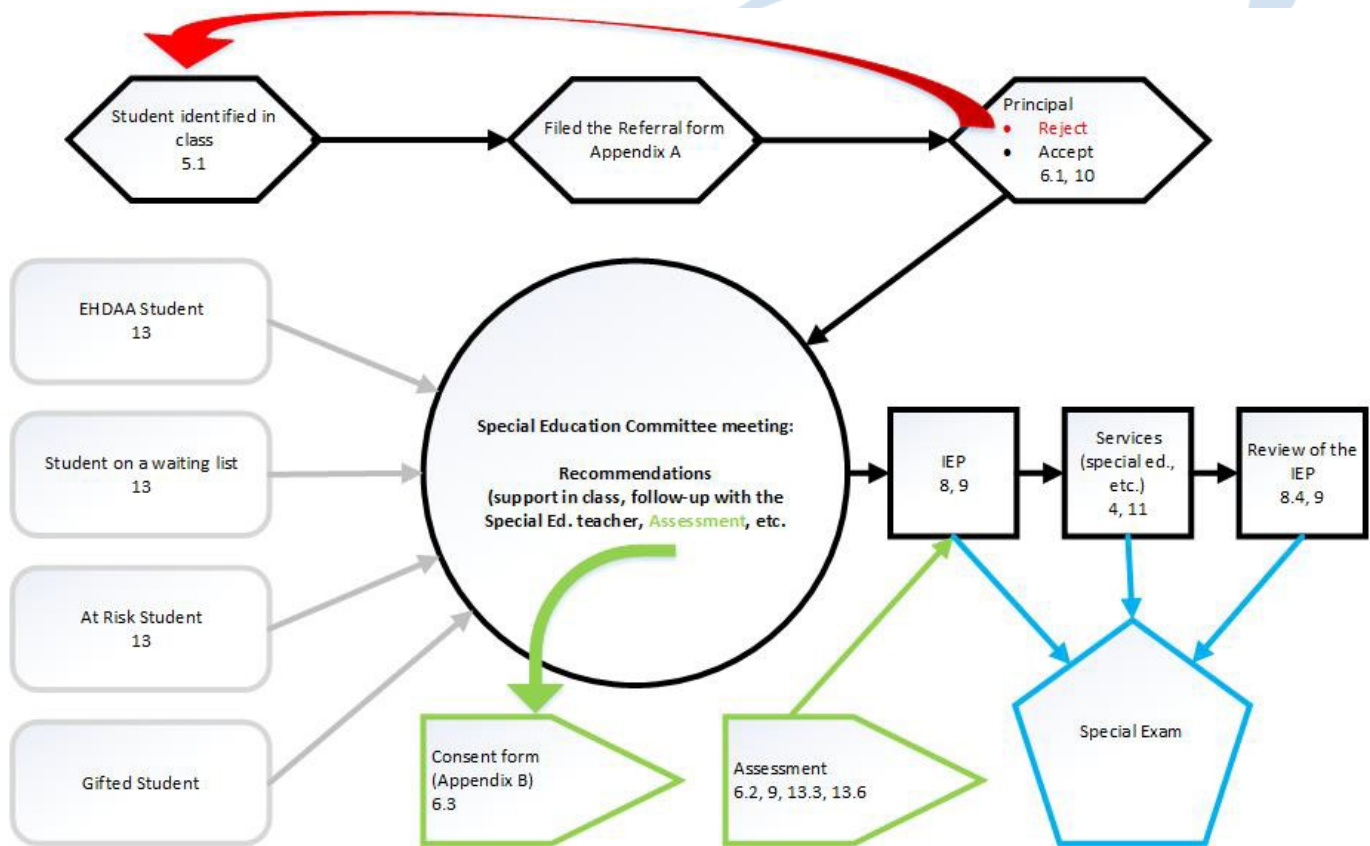 Student identified in
class
5.1
Filed the Referral form
Appendix A
Principal
• Reject
• Accept
6.1, 10
EHDAA Student
13
Student on a waiting list
13
At Risk Student
13
Gifted Student
Special Education Committee meeting:
Recommendations
(support in class, follow-up with the
Special Ed. teacher, Assessment, etc.
IEP
8, 9
Services
(special ed.,
etc.)
4, 11
Review of the
IEP
8.4, 9
Consent form
(Appendix B)
6.3
Assessment
6.2, 9, 13.3, 13.6
Special Exam